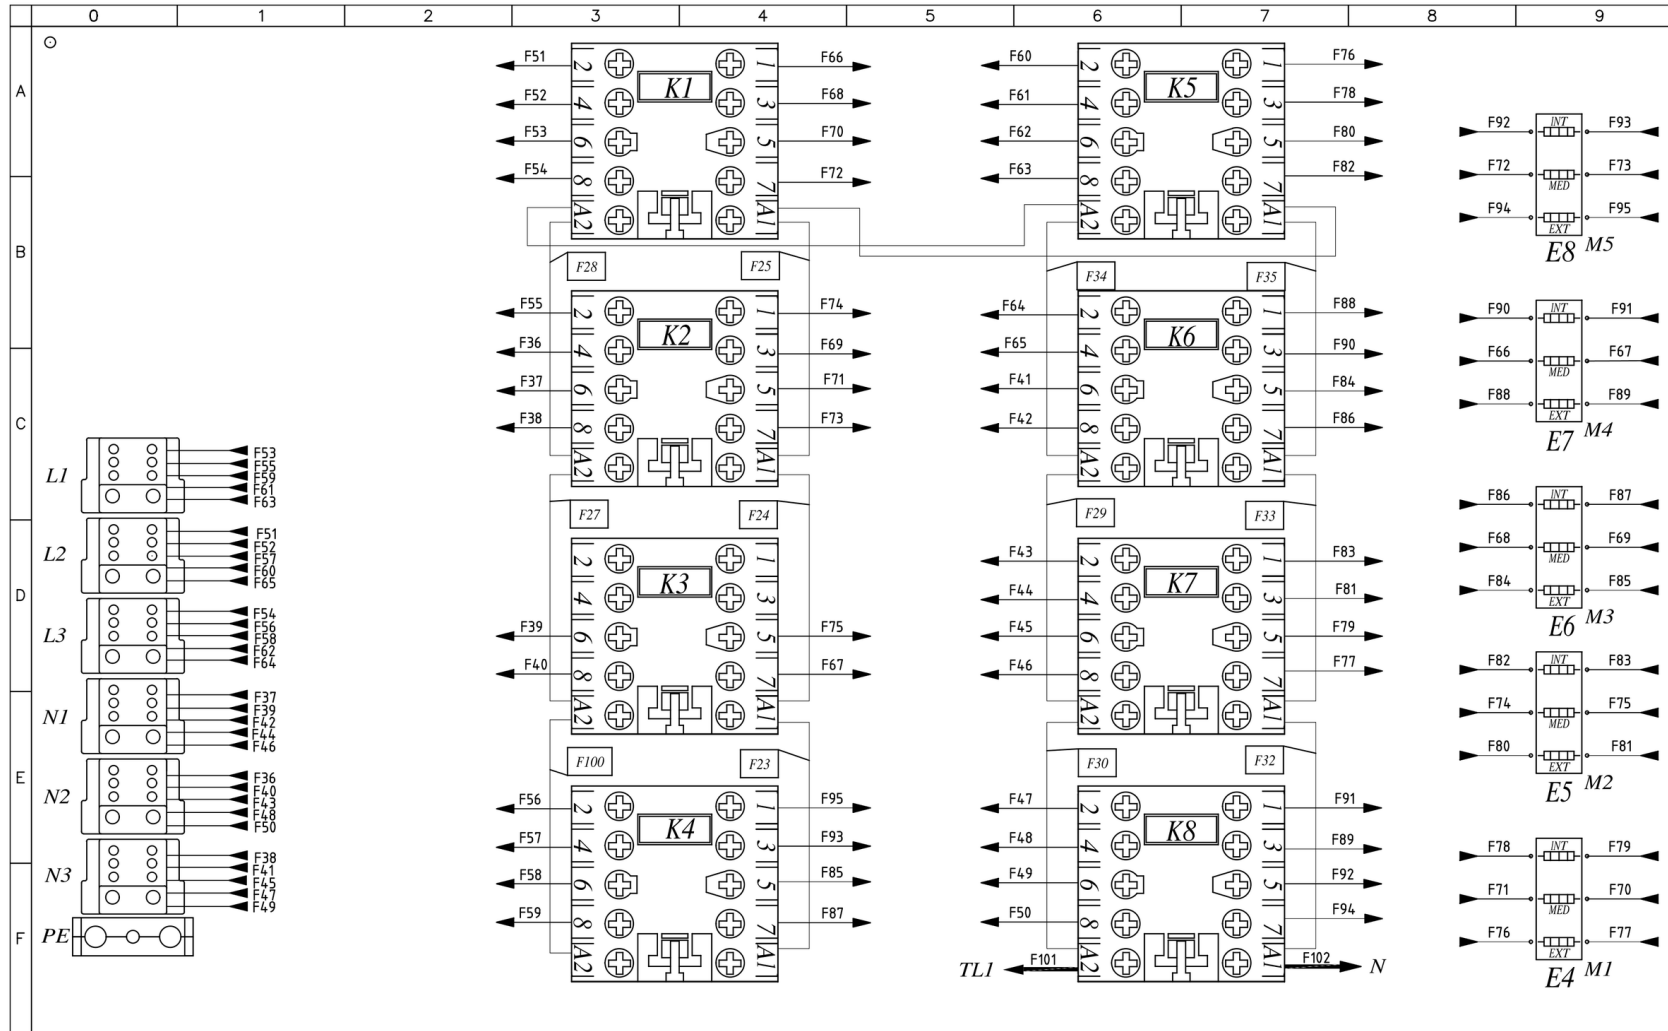 0 1 2 3 4 5 6 7 8 9
A
B
C
D
E
F
L1
F53
F55
F59
F61
F63
L2
F51
F52
F57
F60
F65
L3
F54
F56
F58
F62
F64
N1
F37
F39
F42
F44
F46
N2
F36
F40
F43
F48
F50
N3
F38
F41
F45
F47
F49
PE
F51 2 K1 1 F66
F52 4 3 F68
F53 6 5 F70
F54 8 7 F72
A2 A1
F28 F25
F55 2 K2 1 F74
F36 4 3 F69
F37 6 5 F71
F38 8 7 F73
A2 A1
F27 F24
2 K3 1
4 3
F39 6 5 F75
F40 8 7 F67
A2 A1
F100 F23
F56 2 K4 1 F95
F57 4 3 F93
F58 6 5 F85
F59 8 7 F87
A2 A1
F60 2 K5 1 F76
F61 4 3 F78
F62 6 5 F80
F63 8 7 F82
A2 A1
F34 F35
F64 2 K6 1 F88
F65 4 3 F90
F41 6 5 F84
F42 8 7 F86
A2 A1
F29 F33
F43 2 K7 1 F83
F44 4 3 F81
F45 6 5 F79
F46 8 7 F77
A2 A1
F30 F32
F47 2 K8 1 F91
F48 4 3 F89
F49 6 5 F92
F50 8 7 F94
TL1 F101 A2 A1 F102 N
F92 INT F93
F72 MED F73
F94 EXT F95
E8 M5
F90 INT F91
F66 MED F67
F88 EXT F89
E7 M4
F86 INT F87
F68 MED F69
F84 EXT F85
E6 M3
F82 INT F83
F74 MED F75
F80 EXT F81
E5 M2
F78 INT F79
F71 MED F70
F76 EXT F77
E4 M1